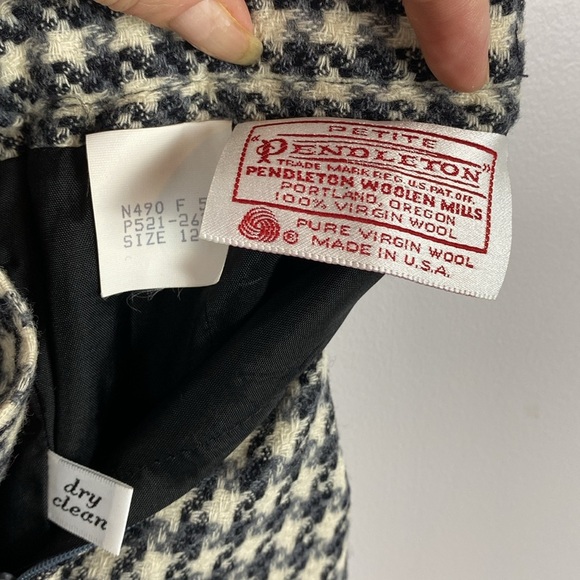 N490 F 5
P521-24
SIZE 12
PETITE
"PENDLETON"
TRADE MARK REG. U.S. PAT. OFF.
PENDLETON WOOLEN MILLS
PORTLAND, OREGON
100% VIRGIN WOOL
® PURE VIRGIN WOOL
MADE IN U.S.A.
dry
clean